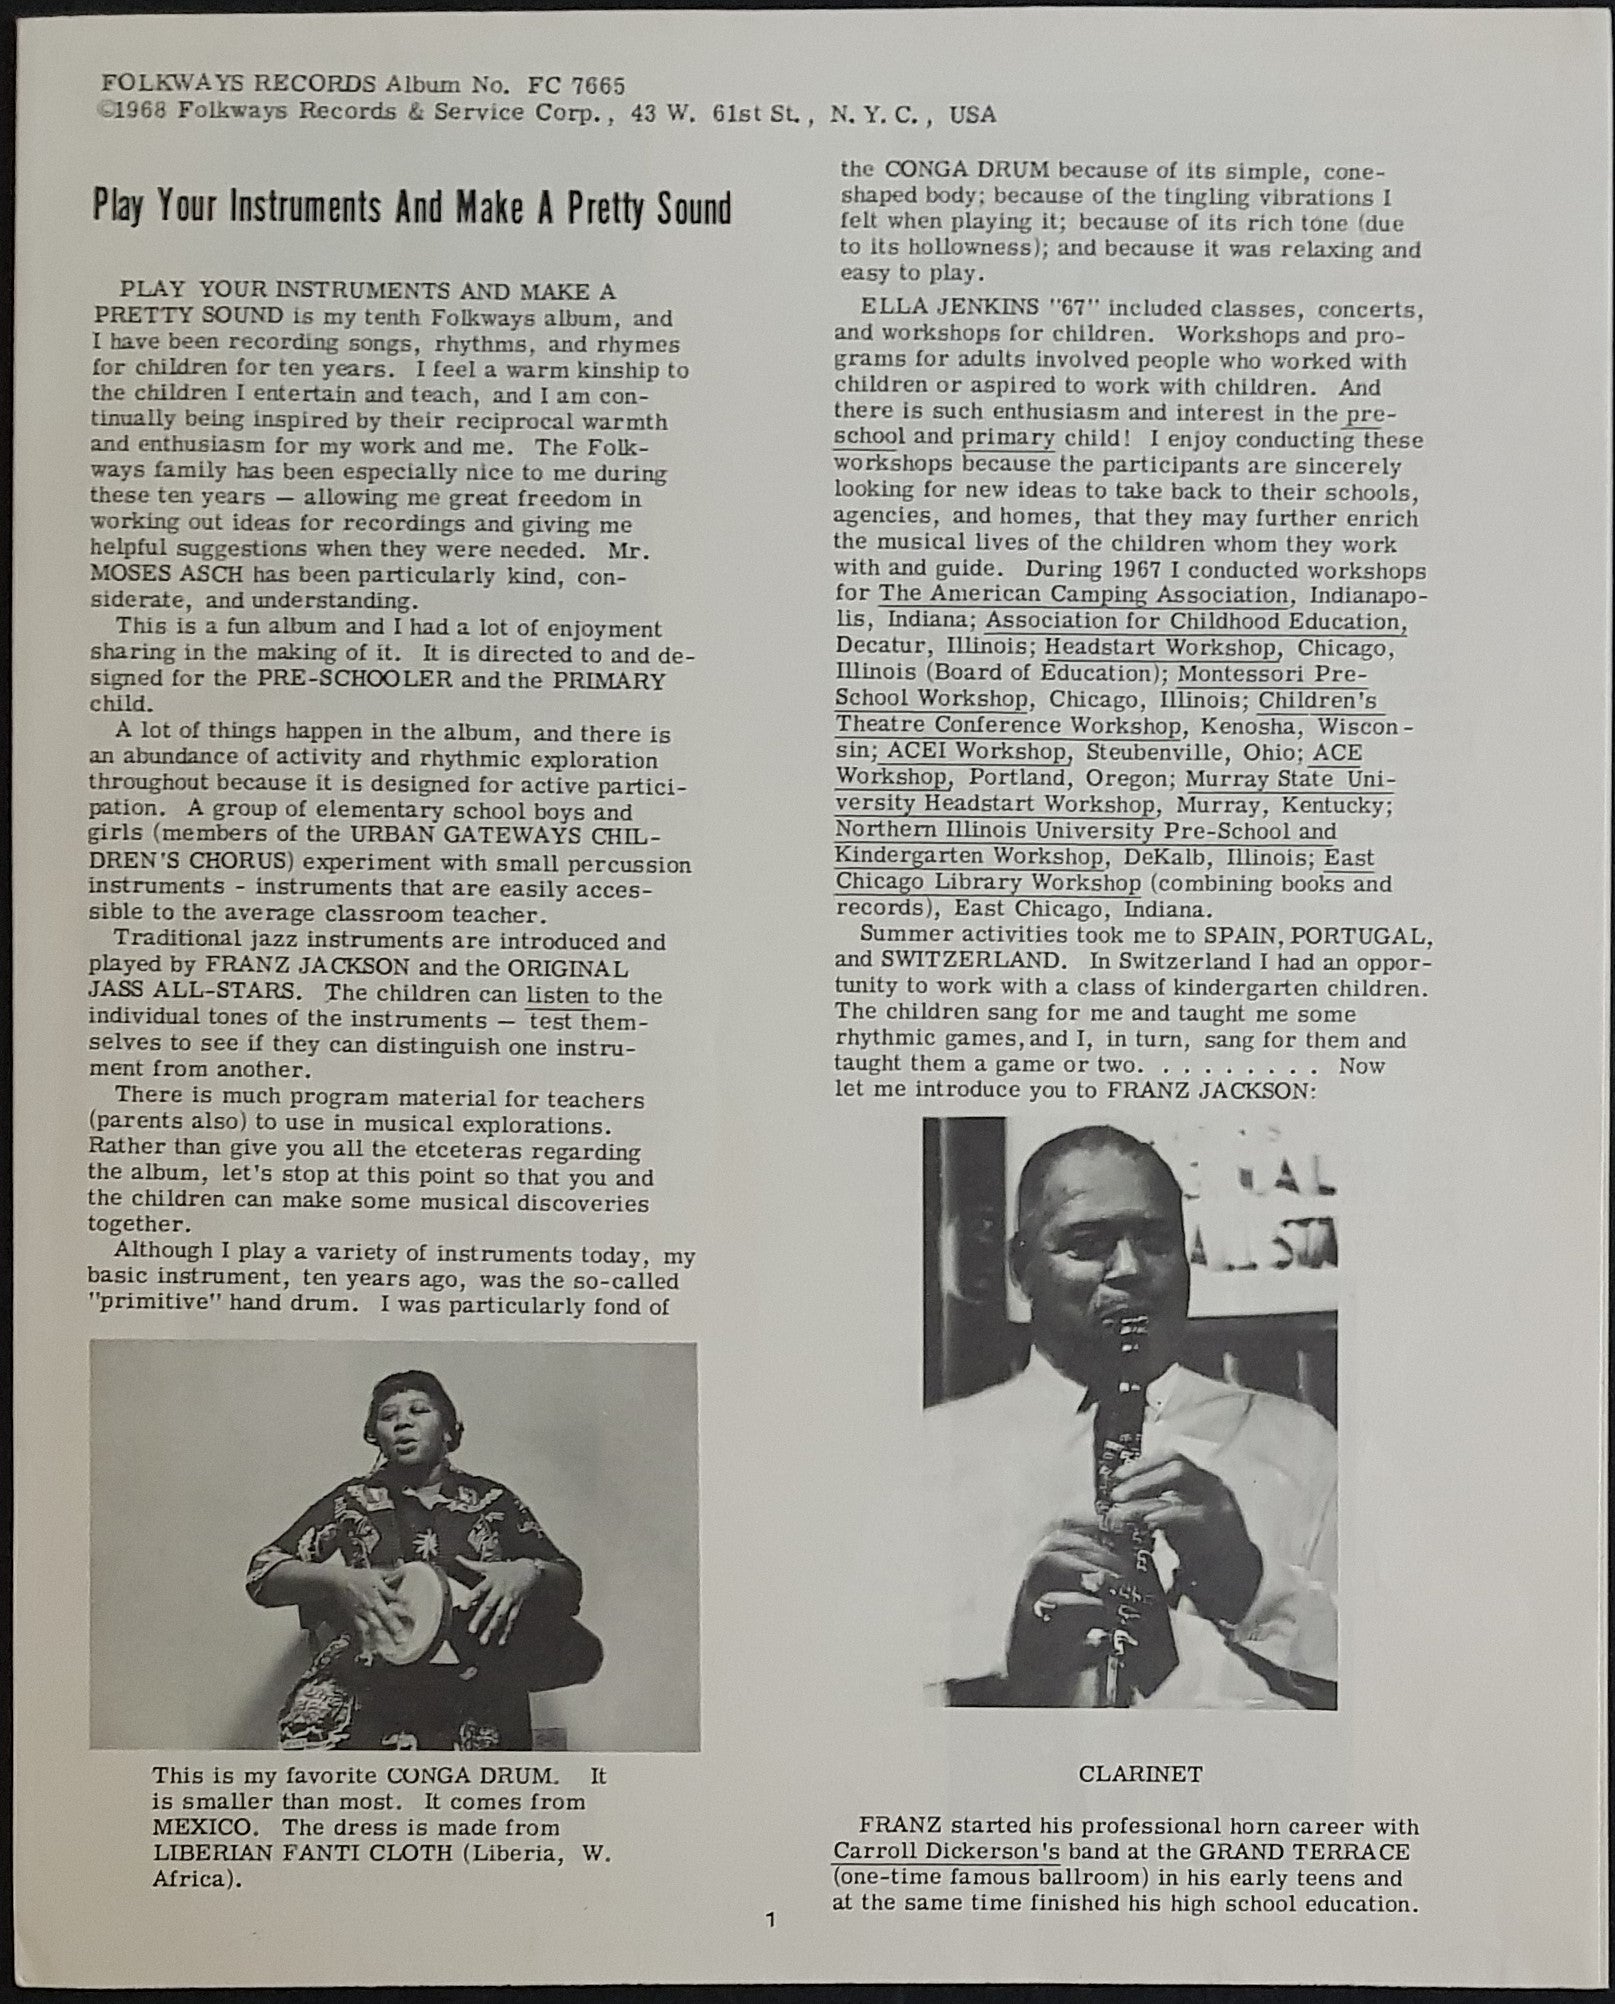 FOLKWAYS RECORDS Album No. FC 7665
©1968 Folkways Records & Service Corp., 43 W. 61st St., N. Y. C., USA
Play Your Instruments And Make A Pretty Sound
PLAY YOUR INSTRUMENTS AND MAKE A
PRETTY SOUND is my tenth Folkways album, and
I have been recording songs, rhythms, and rhymes
for children for ten years. I feel a warm kinship to
the children I entertain and teach, and I am con-
tinually being inspired by their reciprocal warmth
and enthusiasm for my work and me. The Folk-
ways family has been especially nice to me during
these ten years — allowing me great freedom in
working out ideas for recordings and giving me
helpful suggestions when they were needed. Mr.
MOSES ASCH has been particularly kind, con-
siderate, and understanding.
This is a fun album and I had a lot of enjoyment
sharing in the making of it. It is directed to and de-
signed for the PRE-SCHOOLER and the PRIMARY
child.
A lot of things happen in the album, and there is
an abundance of activity and rhythmic exploration
throughout because it is designed for active partici-
pation. A group of elementary school boys and
girls (members of the URBAN GATEWAYS CHIL-
DREN'S CHORUS) experiment with small percussion
instruments - instruments that are easily acces-
sible to the average classroom teacher.
Traditional jazz instruments are introduced and
played by FRANZ JACKSON and the ORIGINAL
JASS ALL-STARS. The children can listen to the
individual tones of the instruments — test them-
selves to see if they can distinguish one instru-
ment from another.
There is much program material for teachers
(parents also) to use in musical explorations.
Rather than give you all the etceteras regarding
the album, let's stop at this point so that you and
the children can make some musical discoveries
together.
Although I play a variety of instruments today, my
basic instrument, ten years ago, was the so-called
"primitive" hand drum. I was particularly fond of
This is my favorite CONGA DRUM. It
is smaller than most. It comes from
MEXICO. The dress is made from
LIBERIAN FANTI CLOTH (Liberia, W.
Africa).
the CONGA DRUM because of its simple, cone-
shaped body; because of the tingling vibrations I
felt when playing it; because of its rich tone (due
to its hollowness); and because it was relaxing and
easy to play.
ELLA JENKINS "67" included classes, concerts,
and workshops for children. Workshops and pro-
grams for adults involved people who worked with
children or aspired to work with children. And
there is such enthusiasm and interest in the pre-
school and primary child! I enjoy conducting these
workshops because the participants are sincerely
looking for new ideas to take back to their schools,
agencies, and homes, that they may further enrich
the musical lives of the children whom they work
with and guide. During 1967 I conducted workshops
for The American Camping Association, Indianapo-
lis, Indiana; Association for Childhood Education,
Decatur, Illinois; Headstart Workshop, Chicago,
Illinois (Board of Education); Montessori Pre-
School Workshop, Chicago, Illinois; Children's
Theatre Conference Workshop, Kenosha, Wiscon-
sin; ACEI Workshop, Steubenville, Ohio; ACE
Workshop, Portland, Oregon; Murray State Uni-
versity Headstart Workshop, Murray, Kentucky;
Northern Illinois University Pre-School and
Kindergarten Workshop, DeKalb, Illinois; East
Chicago Library Workshop (combining books and
records), East Chicago, Indiana.
Summer activities took me to SPAIN, PORTUGAL,
and SWITZERLAND. In Switzerland I had an oppor-
tunity to work with a class of kindergarten children.
The children sang for me and taught me some
rhythmic games, and I, in turn, sang for them and
taught them a game or two. . . . . . . . . Now
let me introduce you to FRANZ JACKSON:
CLARINET
FRANZ started his professional horn career with
Carroll Dickerson's band at the GRAND TERRACE
(one-time famous ballroom) in his early teens and
at the same time finished his high school education.
1